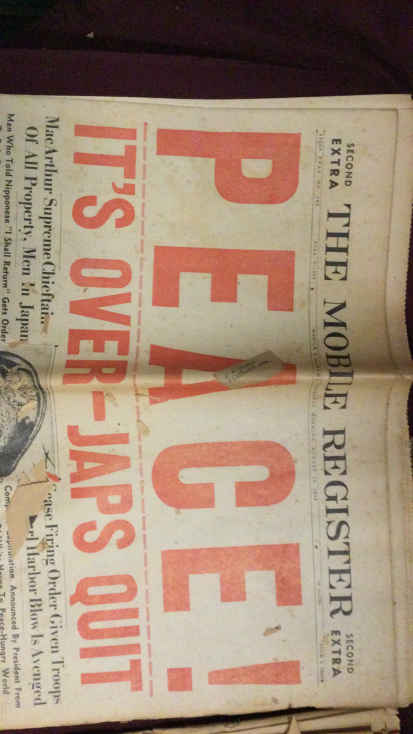 SECOND EXTRA THE MOBILE REGISTER SECOND EXTRA
PEACE!
IT'S OVER-JAPS QUIT
MacArthur Supreme Chieftain
Of All Property, Men In Japan
Man Who Told Nipponese "I Shall Return" Gets Order
Cease Firing Order Given Troops
Harbor Blow Is Avenged
Announced By President From
Peace-Hungry World